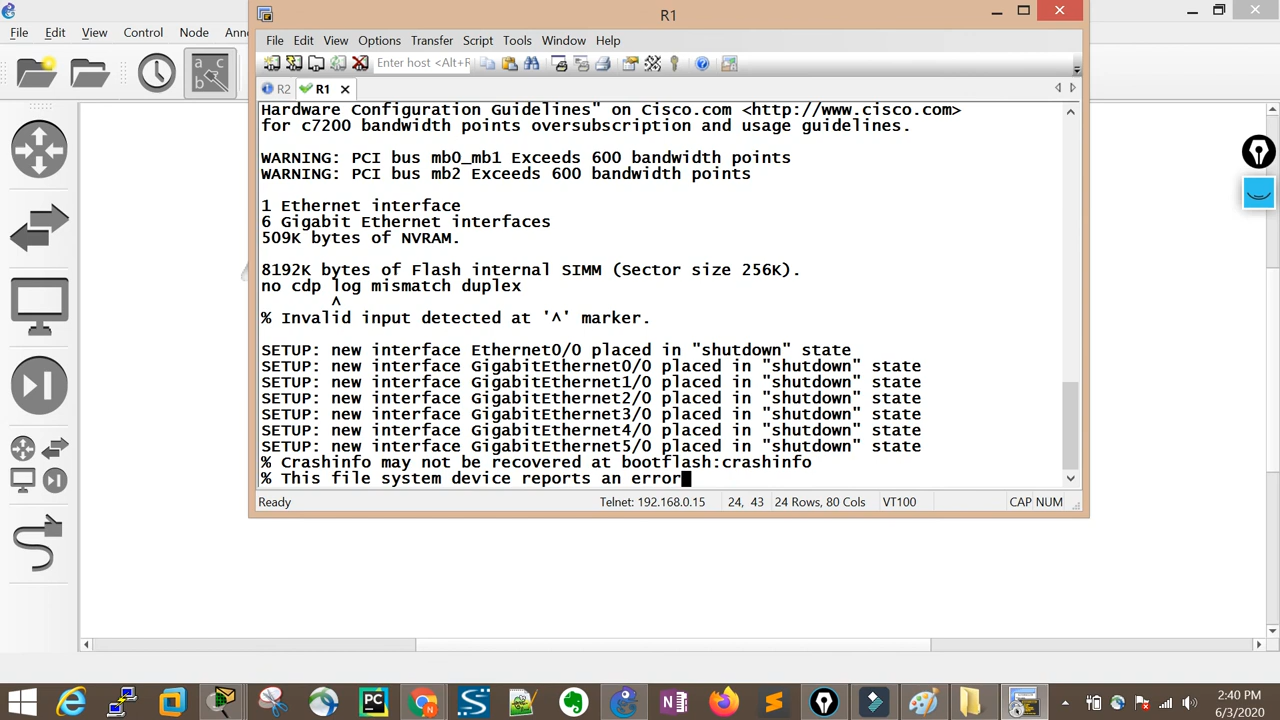 R1
File Edit View Control Node Anno
File Edit View Options Transfer Script Tools Window Help
Enter host <Alt+R
a c
b
R2 R1
Hardware Configuration Guidelines" on Cisco.com <http://www.cisco.com>
for c7200 bandwidth points oversubscription and usage guidelines.
WARNING: PCI bus mb0_mb1 Exceeds 600 bandwidth points
WARNING: PCI bus mb2 Exceeds 600 bandwidth points
1 Ethernet interface
6 Gigabit Ethernet interfaces
509K bytes of NVRAM.
8192K bytes of Flash internal SIMM (Sector size 256K).
no cdp log mismatch duplex
^
% Invalid input detected at '^' marker.
SETUP: new interface Ethernet0/0 placed in "shutdown" state
SETUP: new interface GigabitEthernet0/0 placed in "shutdown" state
SETUP: new interface GigabitEthernet1/0 placed in "shutdown" state
SETUP: new interface GigabitEthernet2/0 placed in "shutdown" state
SETUP: new interface GigabitEthernet3/0 placed in "shutdown" state
SETUP: new interface GigabitEthernet4/0 placed in "shutdown" state
SETUP: new interface GigabitEthernet5/0 placed in "shutdown" state
% Crashinfo may not be recovered at bootflash:crashinfo
% This file system device reports an error
Ready Telnet: 192.168.0.15 24, 43 24 Rows, 80 Cols VT100 CAP NUM
PC
N
S
2:40 PM
6/3/2020